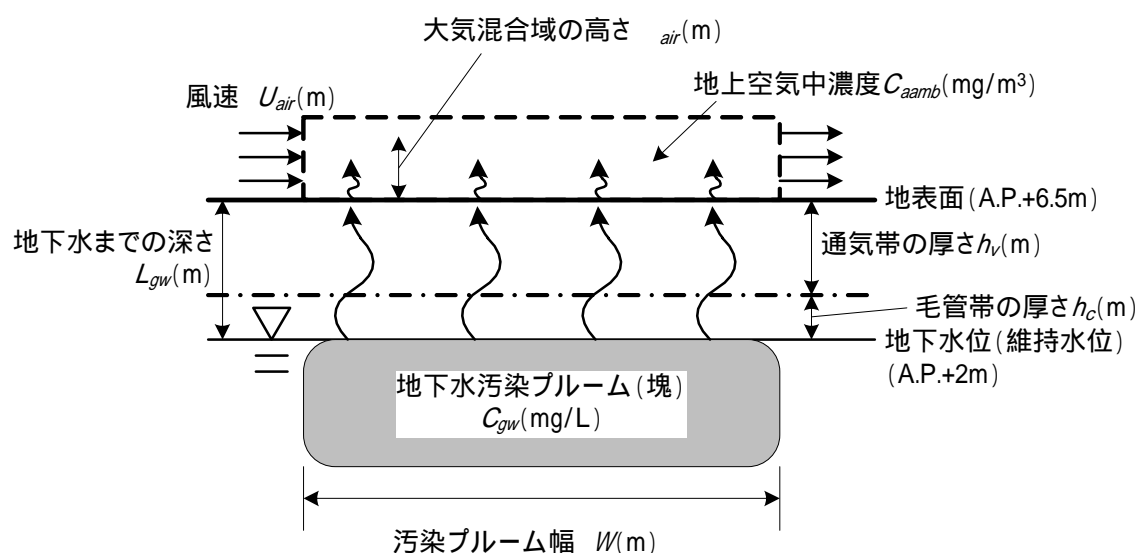 大気混合域の高さ air(m)
風速 Uair(m)
地上空気中濃度Caamb(mg/m³)
地表面(A.P.+6.5m)
地下水までの深さ
Lgw(m)
通気帯の厚さhv(m)
毛管帯の厚さhc(m)
地下水位(維持水位)
(A.P.+2m)
地下水汚染プルーム(塊)
Cgw(mg/L)
汚染プルーム幅 W(m)